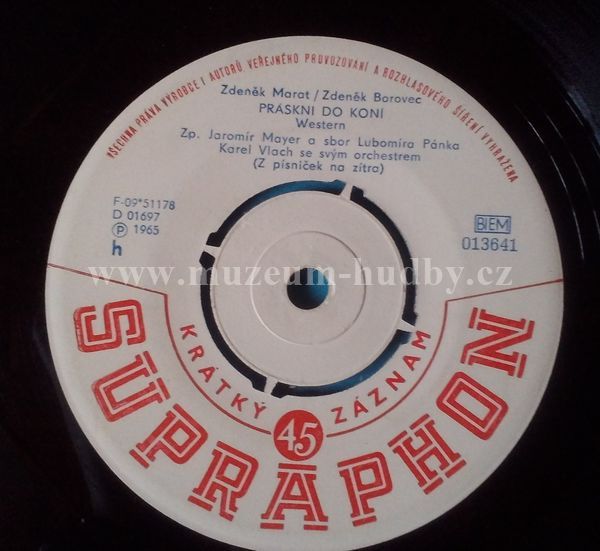 VŠECHNA PRÁVA VÝROBCE I AUTORŮ VEŘEJNÉHO PROVOZOVÁNÍ A ROZHLASOVÉHO ŠÍŘENÍ VYHRAŽENA
Zdeněk Marat/Zdeněk Borovec
PRÁSKNI DO KONÍ
Western
Zp. Jaromír Mayer a sbor Lubomíra Pánka
Karel Vlach se svým orchestrem
(Z písniček na zítra)
F-09*51178
D 01697
Ⓟ 1965
h
BIEM
013641
www.muzeum-hudby.cz
KRÁTKÝ 45 ZÁZNAM
SUPRAPHON